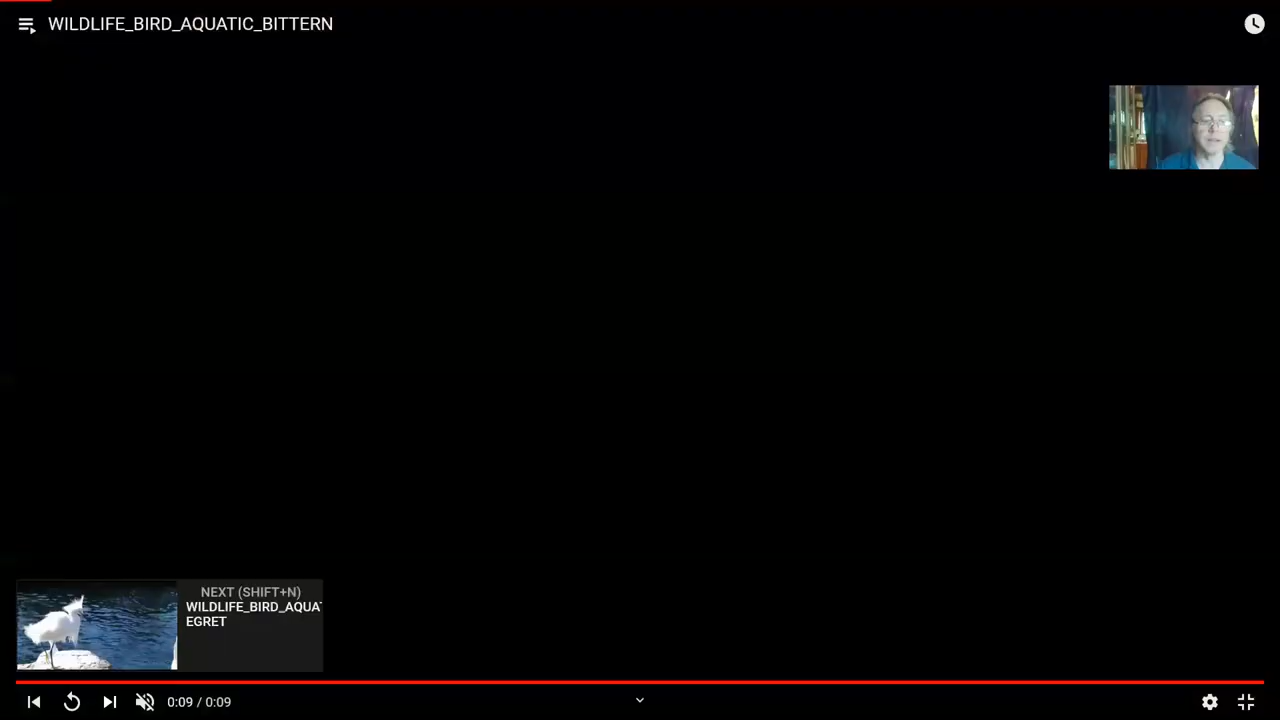 WILDLIFE_BIRD_AQUATIC_BITTERN
NEXT (SHIFT+N)
WILDLIFE_BIRD_AQUA
EGRET
0:09 / 0:09